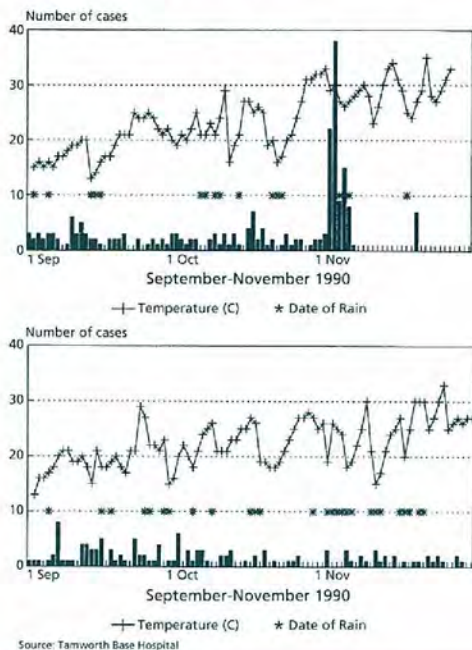 Number of cases
40
30
20
10
0
1 Sep 1 Oct 1 Nov
September-November 1990
Temperature (C) * Date of Rain
Number of cases
40
30
20
10
0
1 Sep 1 Oct 1 Nov
September-November 1990
Temperature (C) * Date of Rain
Source: Tamworth Base Hospital